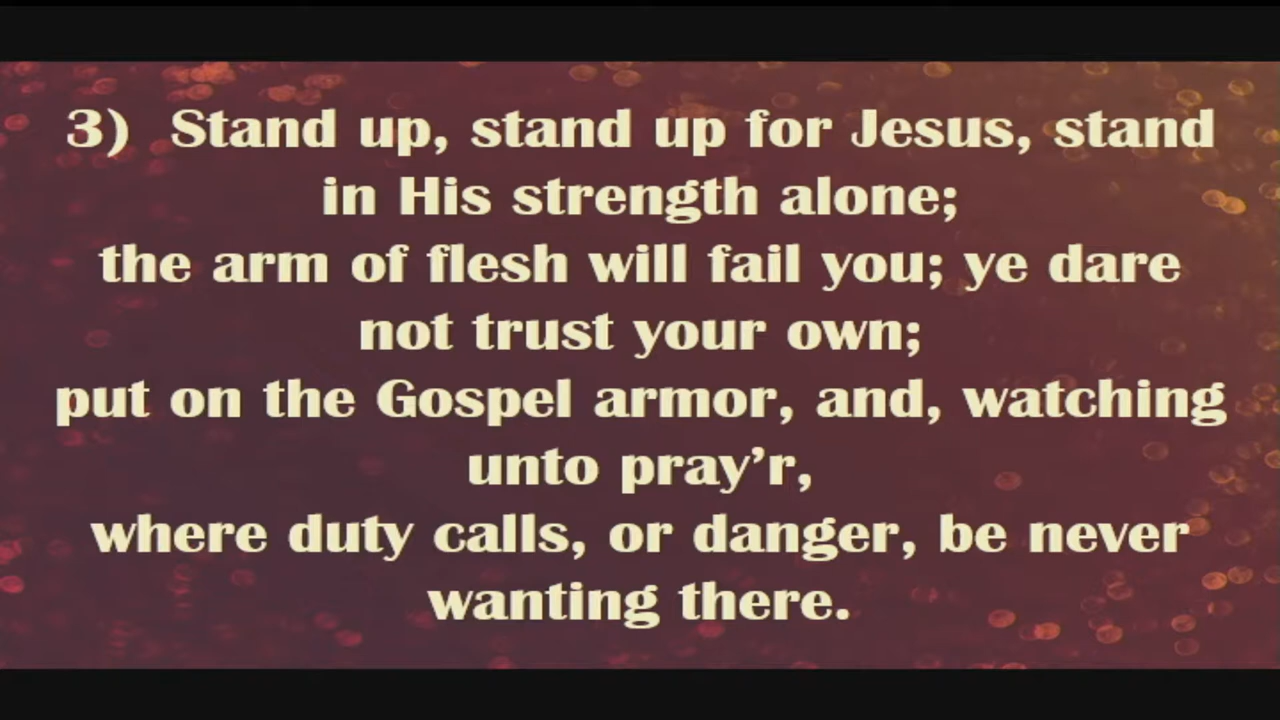 3) Stand up, stand up for Jesus, stand
in His strength alone;
the arm of flesh will fail you; ye dare
not trust your own;
put on the Gospel armor, and, watching
unto pray’r,
where duty calls, or danger, be never
wanting there.